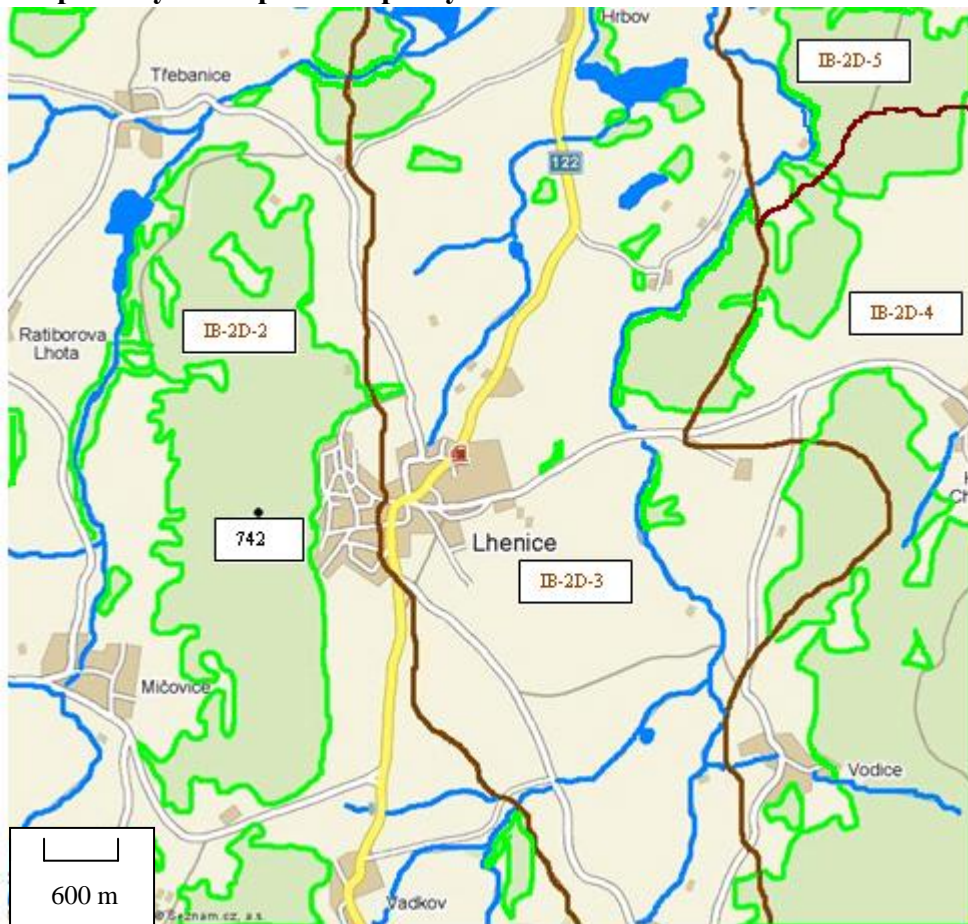 Hrbov
IB-2D-5
Třebanice
122
IB-2D-4
IB-2D-2
Ratiborova
Lhota
742
Lhenice
IB-2D-3
Mičovice
Vodice
600 m
Vadkov
© Seznam.cz, a.s.